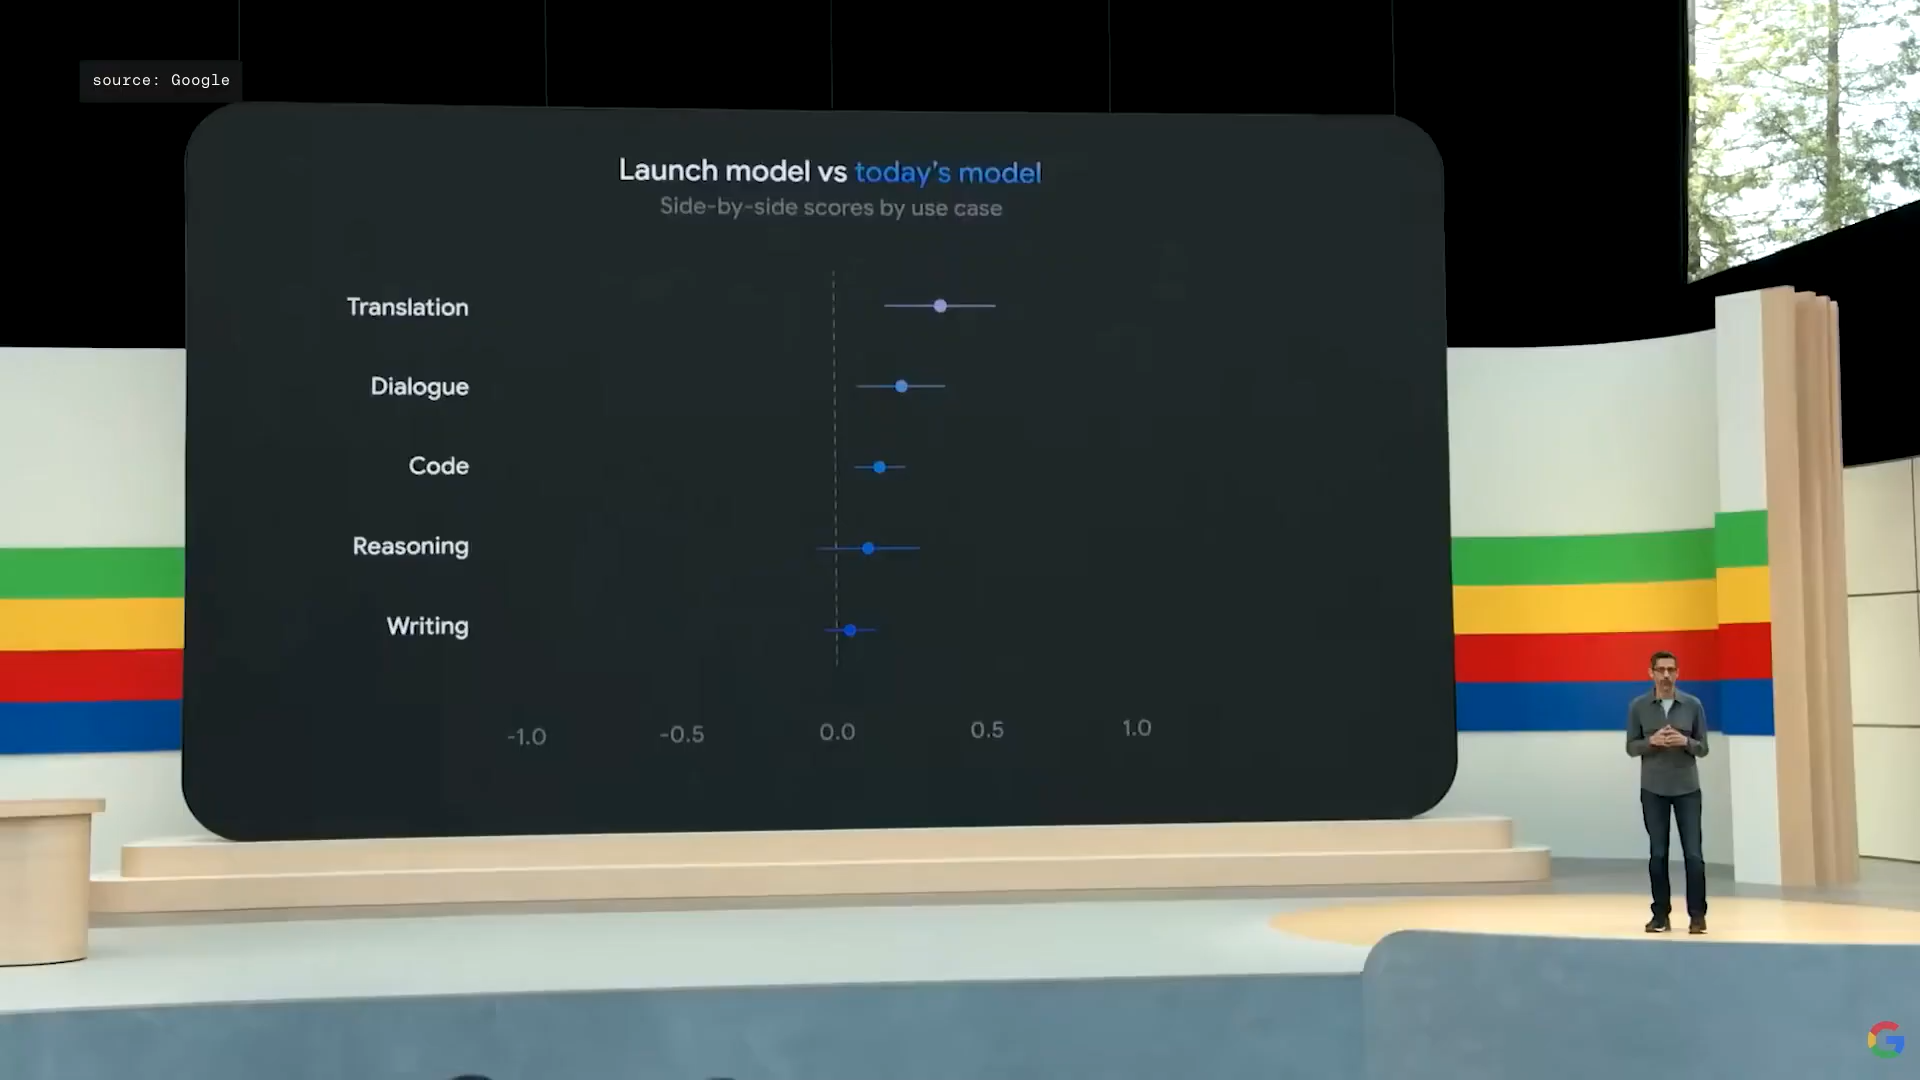 source: Google
Launch model vs today's model
Side-by-side scores by use case
Translation
Dialogue
Code
Reasoning
Writing
-1.0 -0.5 0.0 0.5 1.0